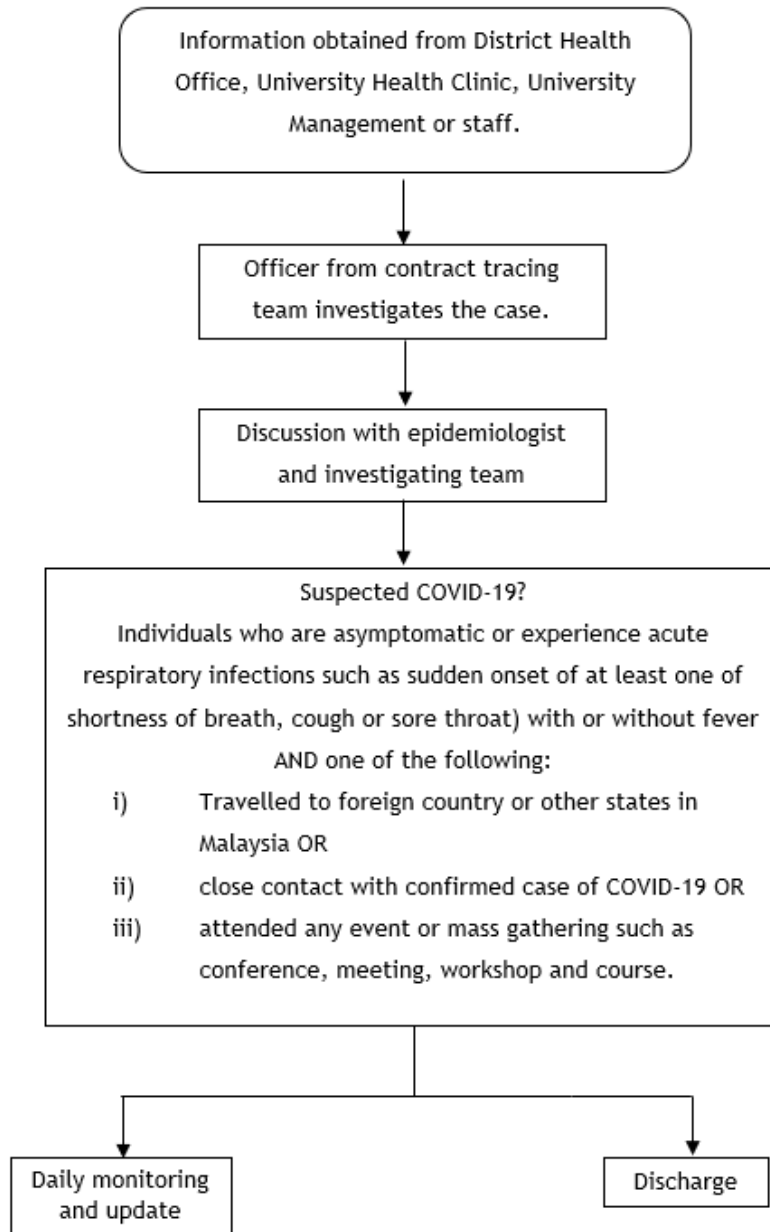 Information obtained from District Health
Office, University Health Clinic, University
Management or staff.
Officer from contract tracing
team investigates the case.
Discussion with epidemiologist
and investigating team
Suspected COVID-19?
Individuals who are asymptomatic or experience acute
respiratory infections such as sudden onset of at least one of
shortness of breath, cough or sore throat) with or without fever
AND one of the following:
i) Travelled to foreign country or other states in
Malaysia OR
ii) close contact with confirmed case of COVID-19 OR
iii) attended any event or mass gathering such as
conference, meeting, workshop and course.
Daily monitoring
and update
Discharge